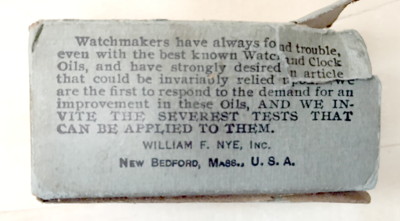 Watchmakers have always fo nd trouble,
even with the best known Watc and Clock
Oils, and have strongly desired n article
that could be invariably relied upon. We
are the first to respond to the demand for an
improvement in these Oils, AND WE IN-
VITE THE SEVEREST TESTS THAT
CAN BE APPLIED TO THEM.
WILLIAM F. NYE, INC.
NEW BEDFORD, MASS., U. S. A.